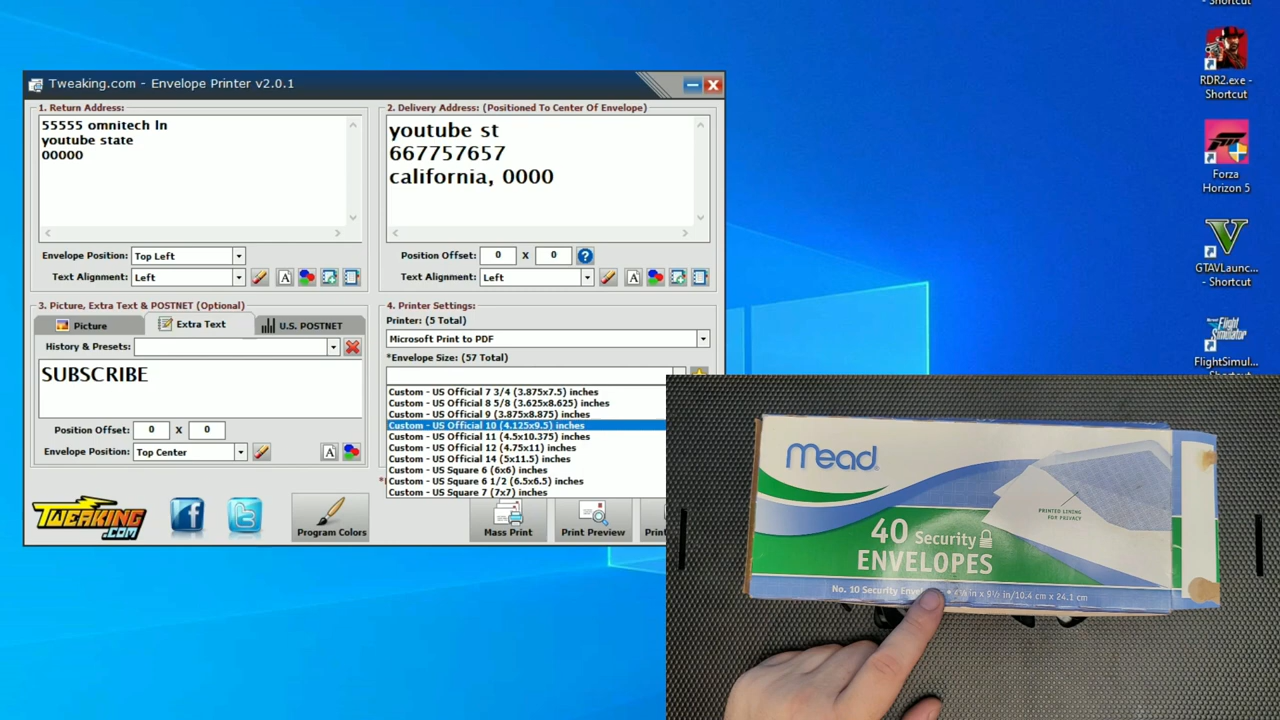 - Shortcut
RDR2.exe -
Shortcut
Forza
Horizon 5
GTAVLaunc...
- Shortcut
FlightSimul...
Tweaking.com - Envelope Printer v2.0.1
1. Return Address:
55555 omnitech ln
youtube state
00000
Envelope Position:
Top Left
Text Alignment:
Left
2. Delivery Address: (Positioned To Center Of Envelope)
youtube st
667757657
california, 0000
Position Offset:
0 X 0
Text Alignment:
Left
3. Picture, Extra Text & POSTNET (Optional)
Picture
Extra Text
U.S. POSTNET
History & Presets:
SUBSCRIBE
Position Offset:
0 X 0
Envelope Position:
Top Center
4. Printer Settings:
Printer: (5 Total)
Microsoft Print to PDF
*Envelope Size: (57 Total)
Custom - US Official 7 3/4 (3.875x7.5) inches
Custom - US Official 8 5/8 (3.625x8.625) inches
Custom - US Official 9 (3.875x8.875) inches
Custom - US Official 10 (4.125x9.5) inches
Custom - US Official 11 (4.5x10.375) inches
Custom - US Official 12 (4.75x11) inches
Custom - US Official 14 (5x11.5) inches
Custom - US Square 6 (6x6) inches
Custom - US Square 6 1/2 (6.5x6.5) inches
Custom - US Square 7 (7x7) inches
TWEAKING
.COM
Program Colors
Mass Print
Print Preview
Print
Mead
PRINTED LINING
FOR PRIVACY
40 Security
ENVELOPES
No. 10 Security in x 9½ in/10.4 cm x 24.1 cm